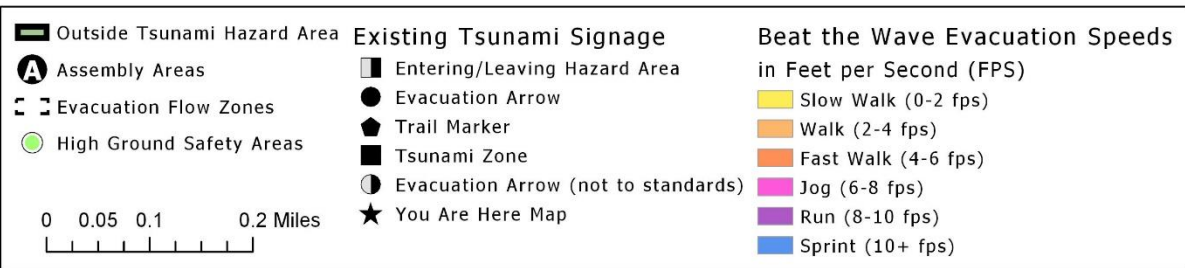 Outside Tsunami Hazard Area
A Assembly Areas
Evacuation Flow Zones
High Ground Safety Areas
0 0.05 0.1 0.2 Miles
Existing Tsunami Signage
Entering/Leaving Hazard Area
Evacuation Arrow
Trail Marker
Tsunami Zone
Evacuation Arrow (not to standards)
You Are Here Map
Beat the Wave Evacuation Speeds
in Feet per Second (FPS)
Slow Walk (0-2 fps)
Walk (2-4 fps)
Fast Walk (4-6 fps)
Jog (6-8 fps)
Run (8-10 fps)
Sprint (10+ fps)